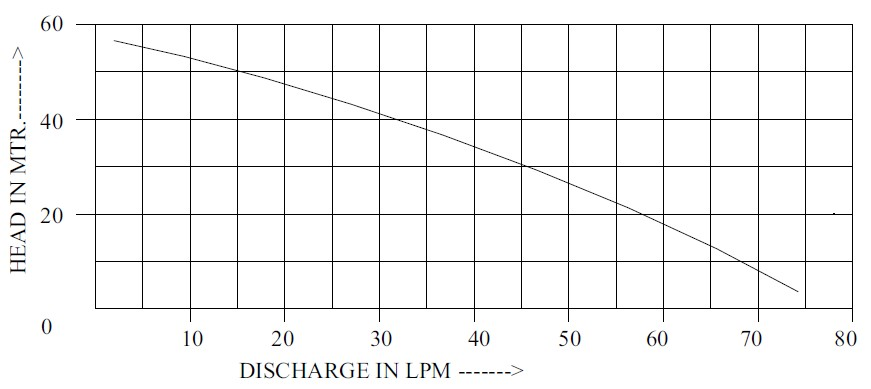 60
40
20
0
HEAD IN MTR.-------->
10 20 30 40 50 60 70 80
DISCHARGE IN LPM ------->